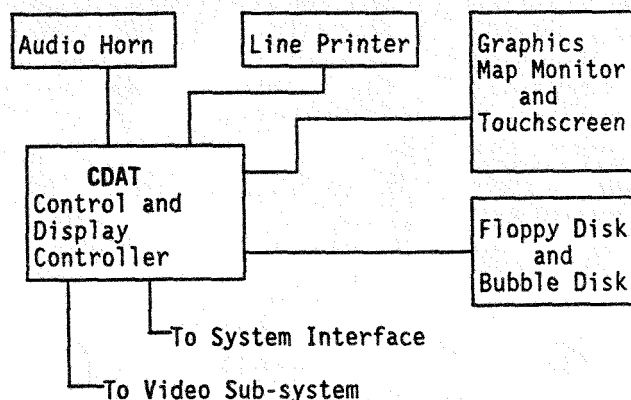 Audio Horn
Line Printer
Graphics
Map Monitor
and
Touchscreen
CDAT
Control and
Display
Controller
Floppy Disk
and
Bubble Disk
To System Interface
To Video Sub-system